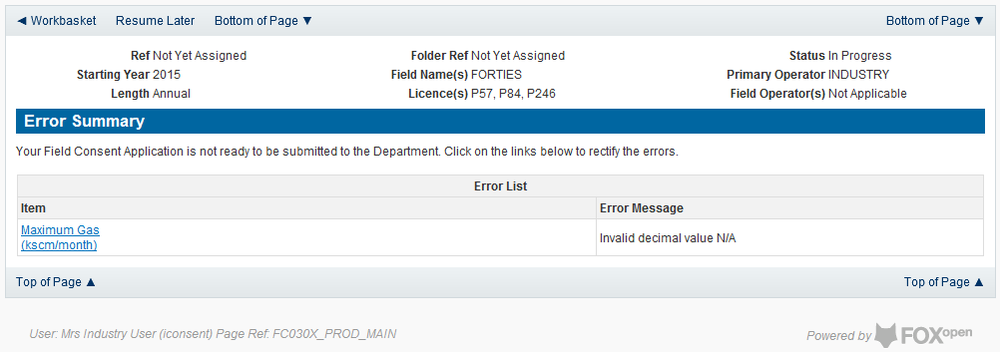 ◄ Workbasket Resume Later Bottom of Page ▼ Bottom of Page ▼
Ref Not Yet Assigned Folder Ref Not Yet Assigned Status In Progress
Starting Year 2015 Field Name(s) FORTIES Primary Operator INDUSTRY
Length Annual Licence(s) P57, P84, P246 Field Operator(s) Not Applicable
Error Summary
Your Field Consent Application is not ready to be submitted to the Department. Click on the links below to rectify the errors.
Error List
Item Error Message
Maximum Gas
(kscm/month) Invalid decimal value N/A
Top of Page ▲ Top of Page ▲
User: Mrs Industry User (iconsent) Page Ref: FC030X_PROD_MAIN
Powered by FOXopen